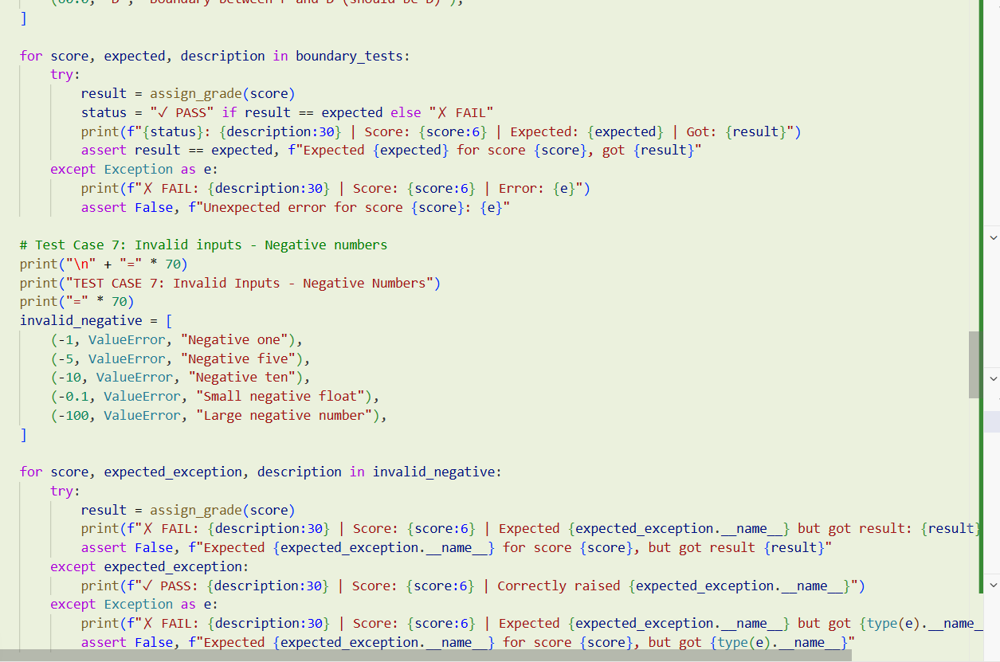 ]
for score, expected, description in boundary_tests:
    try:
        result = assign_grade(score)
        status = "✓ PASS" if result == expected else "✗ FAIL"
        print(f"{status}: {description:30} | Score: {score:6} | Expected: {expected} | Got: {result}")
        assert result == expected, f"Expected {expected} for score {score}, got {result}"
    except Exception as e:
        print(f"✗ FAIL: {description:30} | Score: {score:6} | Error: {e}")
        assert False, f"Unexpected error for score {score}: {e}"
# Test Case 7: Invalid inputs - Negative numbers
print("\n" + "=" * 70)
print("TEST CASE 7: Invalid Inputs - Negative Numbers")
print("=" * 70)
invalid_negative = [
    (-1, ValueError, "Negative one"),
    (-5, ValueError, "Negative five"),
    (-10, ValueError, "Negative ten"),
    (-0.1, ValueError, "Small negative float"),
    (-100, ValueError, "Large negative number"),
]
for score, expected_exception, description in invalid_negative:
    try:
        result = assign_grade(score)
        print(f"✗ FAIL: {description:30} | Score: {score:6} | Expected {expected_exception.__name__} but got result: {result}
        assert False, f"Expected {expected_exception.__name__} for score {score}, but got result {result}"
    except expected_exception:
        print(f"✓ PASS: {description:30} | Score: {score:6} | Correctly raised {expected_exception.__name__}")
    except Exception as e:
        print(f"✗ FAIL: {description:30} | Score: {score:6} | Expected {expected_exception.__name__} but got {type(e).__name_
        assert False, f"Expected {expected_exception.__name__} for score {score}, but got {type(e).__name__}"